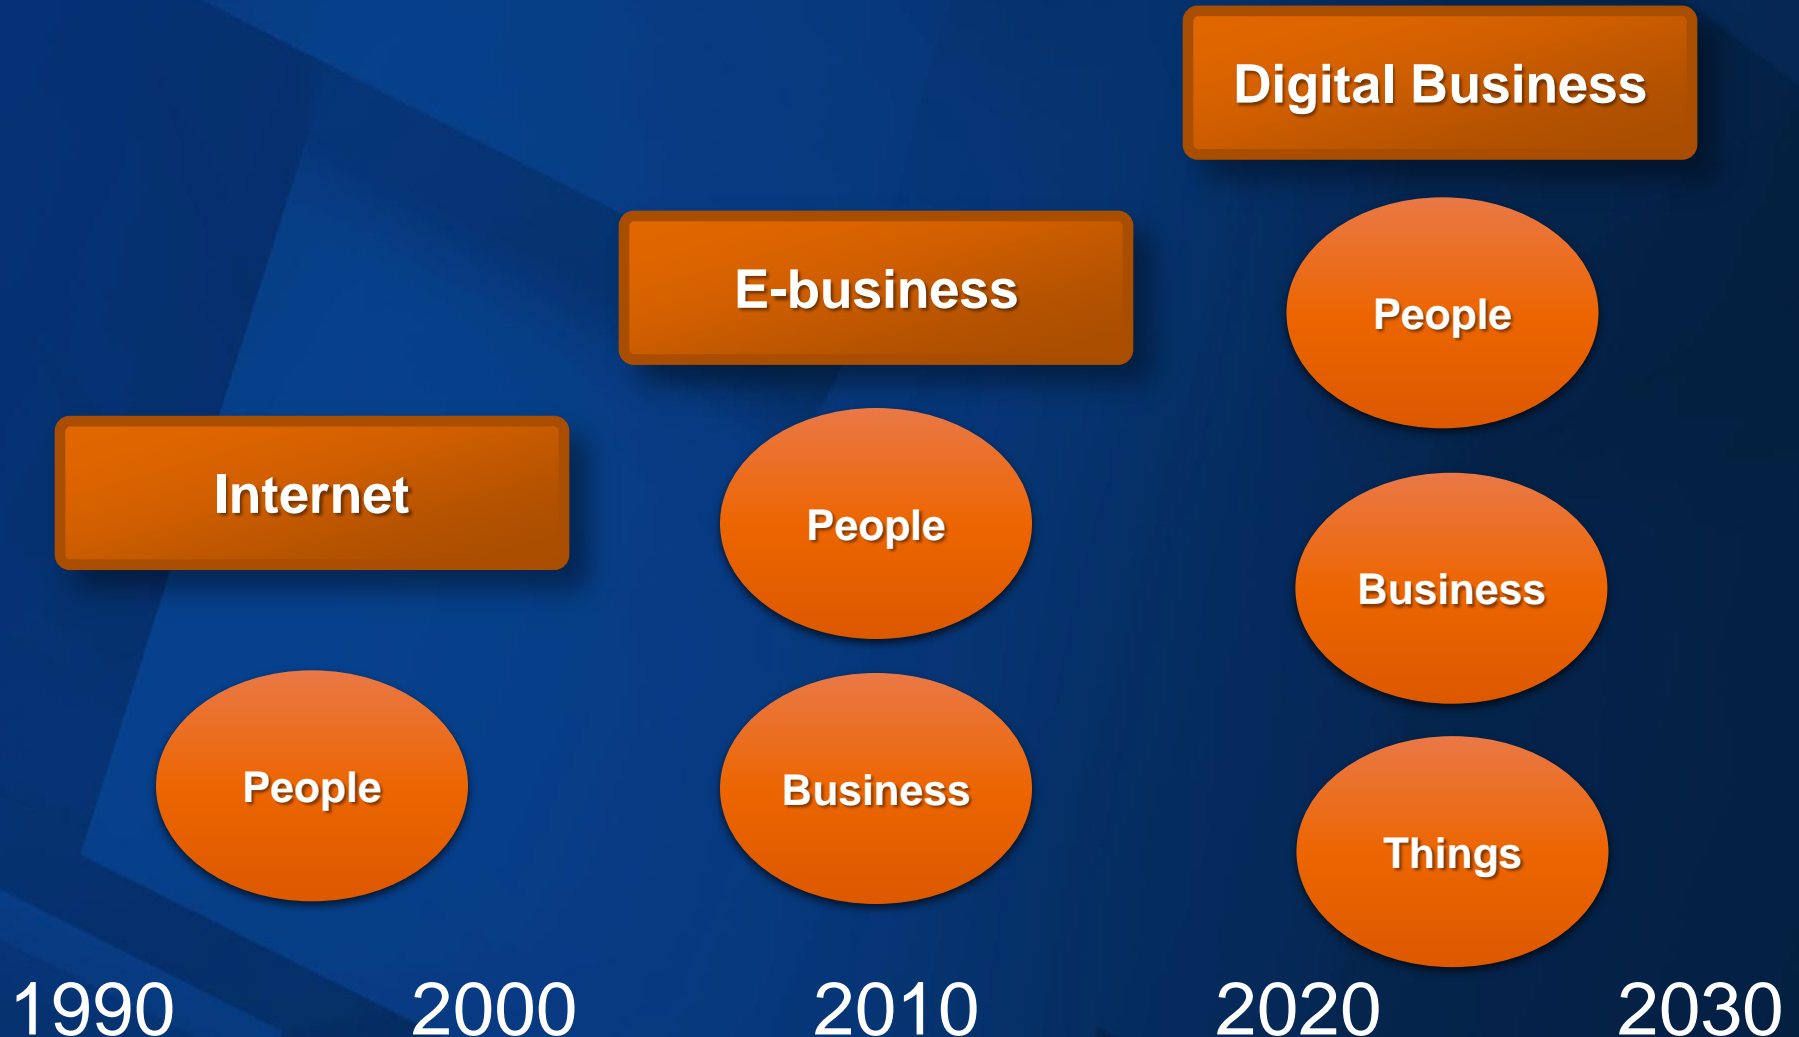 Internet
People
E-business
People
Business
Digital Business
People
Business
Things
1990 2000 2010 2020 2030